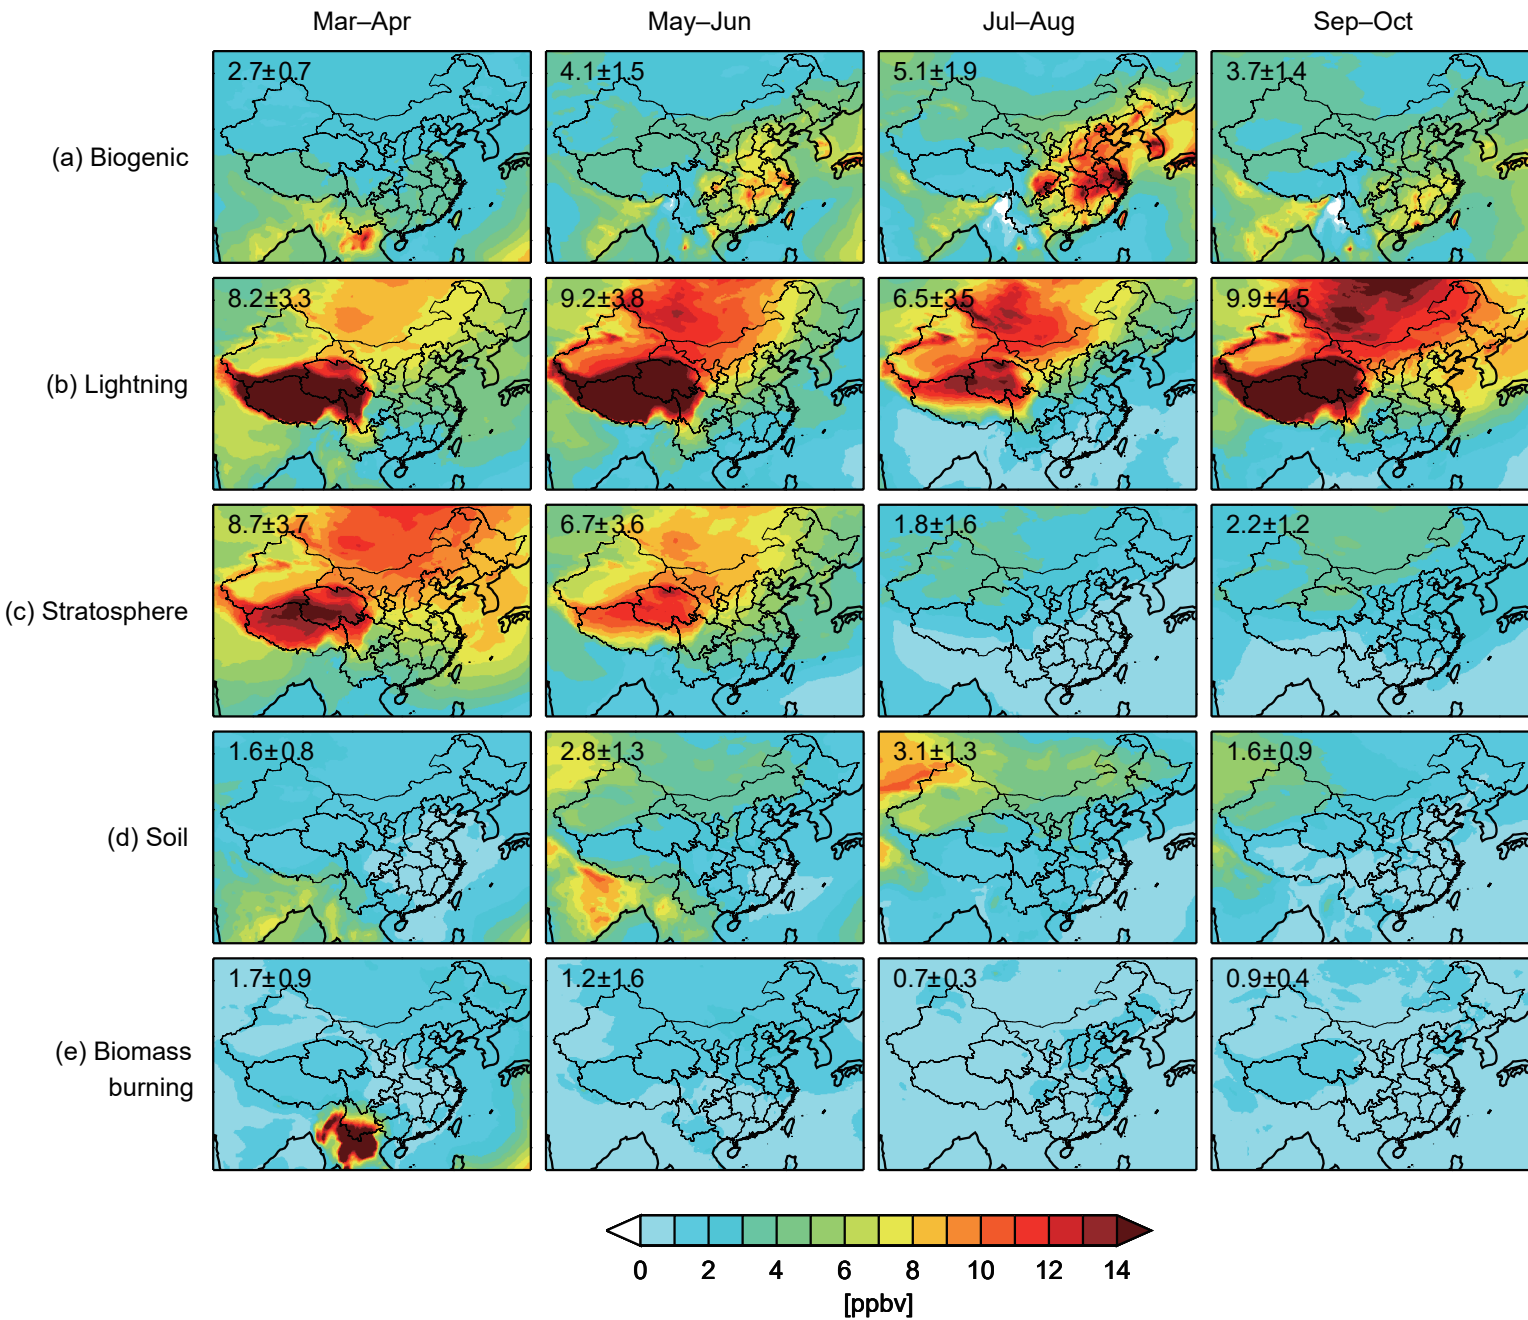 Mar–Apr May–Jun Jul–Aug Sep–Oct
(a) Biogenic 2.7±0.7 4.1±1.5 5.1±1.9 3.7±1.4
(b) Lightning 8.2±3.3 9.2±3.8 6.5±3.5 9.9±4.5
(c) Stratosphere 8.7±3.7 6.7±3.6 1.8±1.6 2.2±1.2
(d) Soil 1.6±0.8 2.8±1.3 3.1±1.3 1.6±0.9
(e) Biomass 1.7±0.9 1.2±1.6 0.7±0.3 0.9±0.4
burning
0 2 4 6 8 10 12 14
[ppbv]